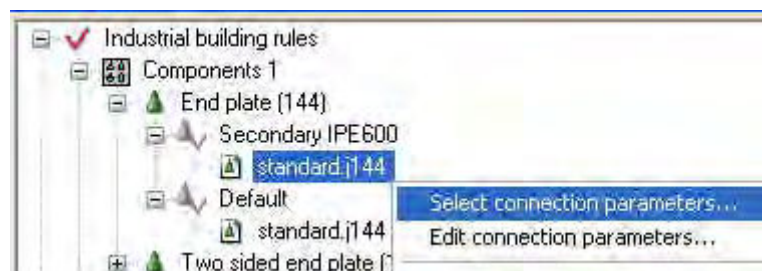 Industrial building rules
Components 1
End plate (144)
Secondary IPE600
standard.j144
Default
Select connection parameters...
standard.j144
Edit connection parameters...
Two sided end plate (